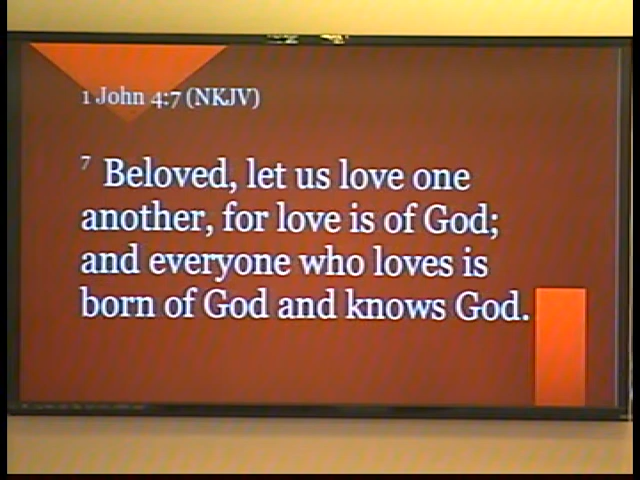 1 John 4:7 (NKJV)
7 Beloved, let us love one
another, for love is of God;
and everyone who loves is
born of God and knows God.